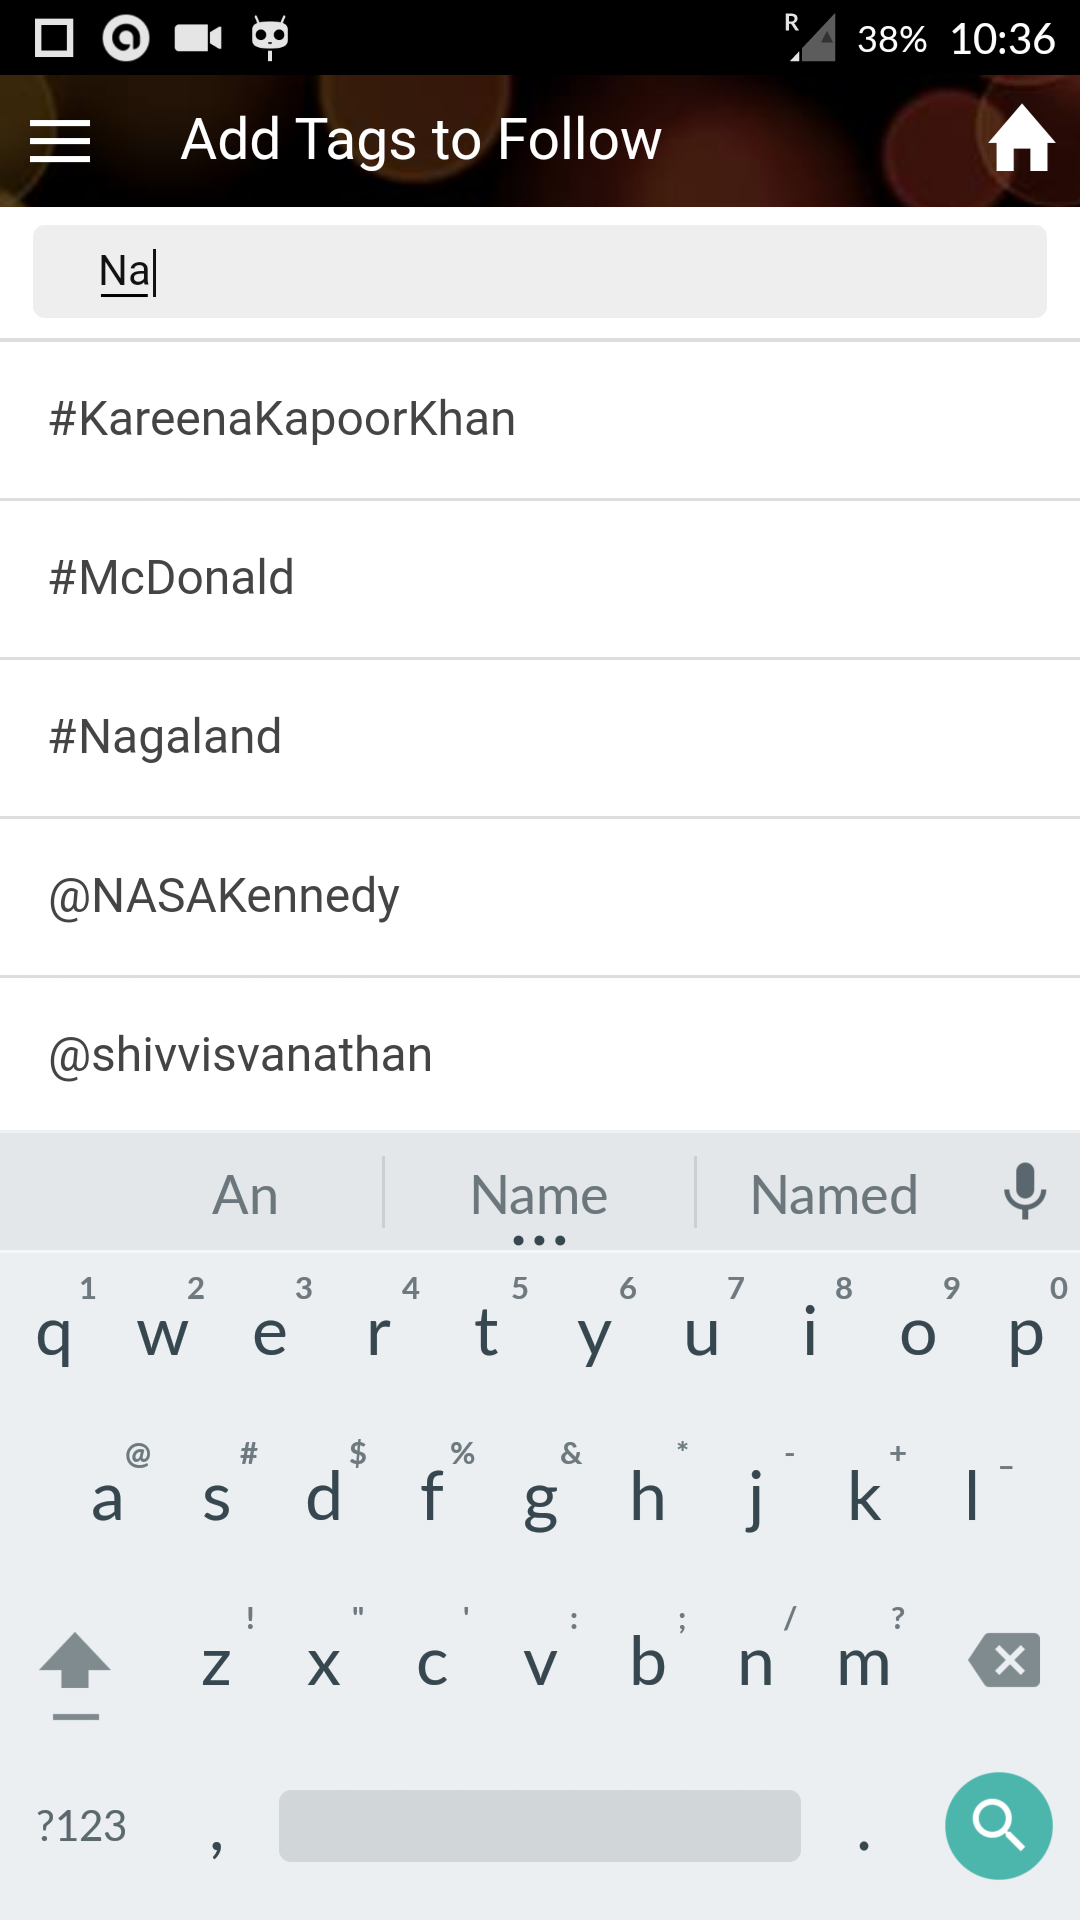 R 38% 10:36
Add Tags to Follow
Na
#KareenaKapoorKhan
#McDonald
#Nagaland
@NASAKennedy
@shivvisvanathan
An Name Named
1 2 3 4 5 6 7 8 9 0
q w e r t y u i o p
@ # $ % & * - + _
a s d f g h j k l
! " ' : ; / ?
z x c v b n m
?123 , .